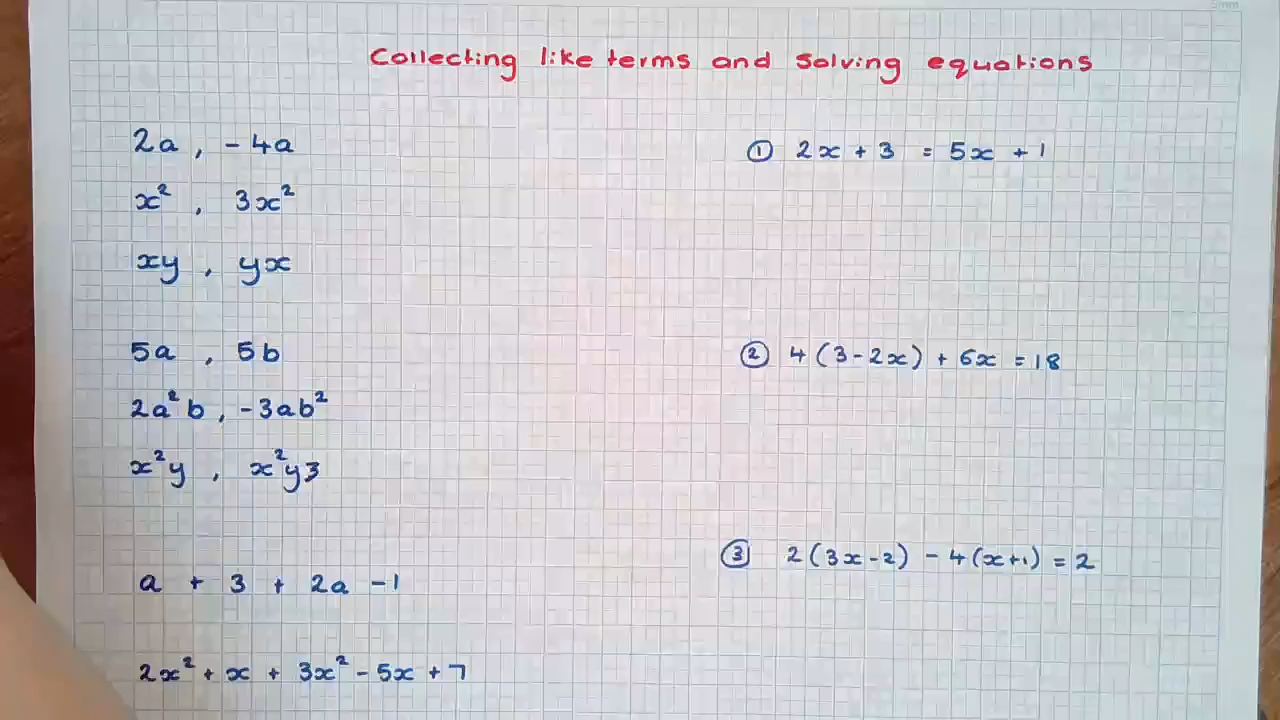 5mm
Collecting like terms and solving equations
2a , - 4a
x² , 3x²
xy , yx
5a , 5b
2a²b , -3ab²
x²y , x²y3
a + 3 + 2a -1
2x² + x + 3x² - 5x + 7
① 2x + 3 = 5x + 1
② 4(3-2x) + 6x = 18
③ 2(3x-2) - 4(x+1) = 2